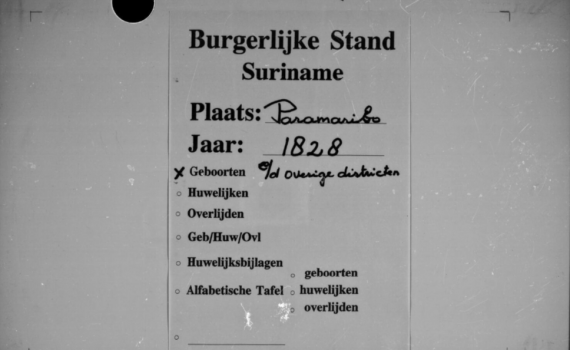 Burgerlijke Stand
Suriname
Plaats: Paramaribo
Jaar: 1828
x Geboorten o/d overige districten
○ Huwelijken
○ Overlijden
○ Geb/Huw/Ovl
○ Huwelijksbijlagen
○ geboorten
○ Alfabetische Tafel ○ huwelijken
○ overlijden